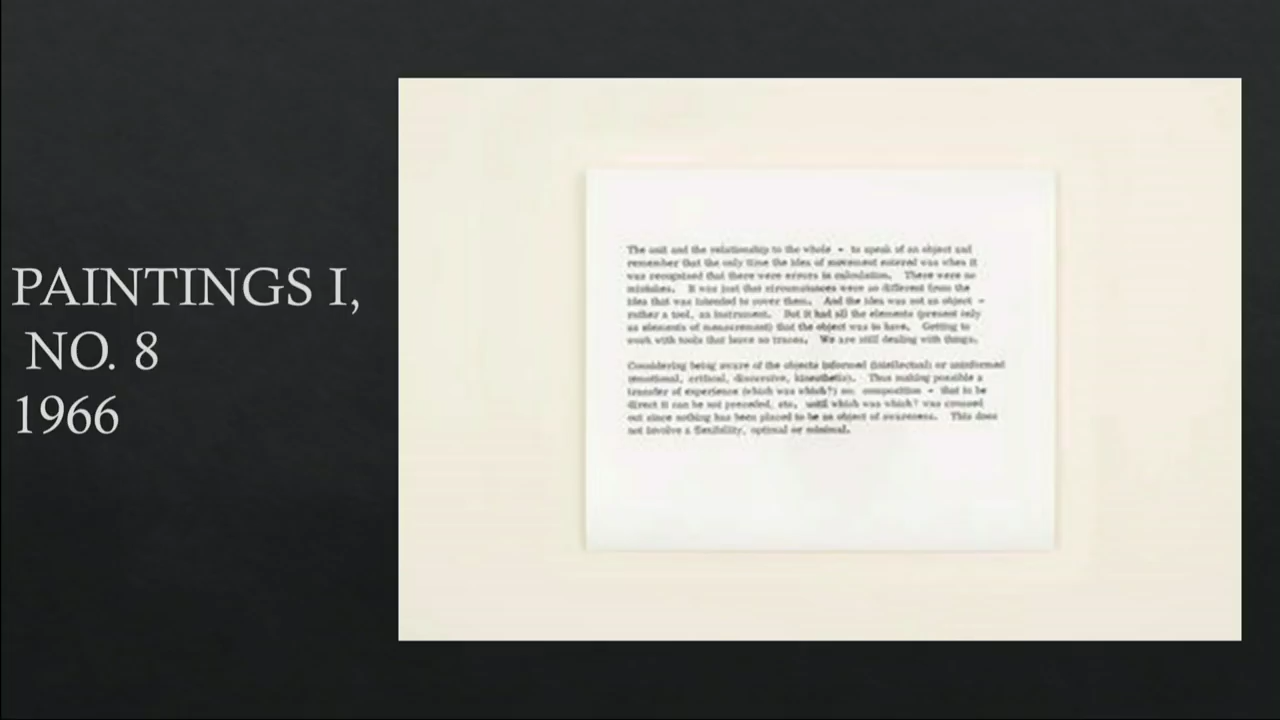 PAINTINGS I,
NO. 8
1966
The unit and the relationship to the whole - to speak of an object and
remember that the only time the idea of movement entered was when it
was recognized that there were errors in calculation. There were no
mistakes. It was just that circumstances were so different from the
idea that was intended to cover them. And the idea was not an object -
rather a tool, an instrument. But it had all the elements (present only
as elements of measurement) that the object was to have. Getting to
work with tools that leave no traces. We are still dealing with things.
Considering being aware of the objects informed (intellectual) or uninformed
(emotional, critical, discursive, kinesthetic). Thus making possible a
transfer of experience (which was which?) no. composition - that to be
direct it can be not preceded, etc. until which was which? was crossed
out since nothing has been placed to be an object of awareness. This does
not involve a flexibility, optimal or minimal.